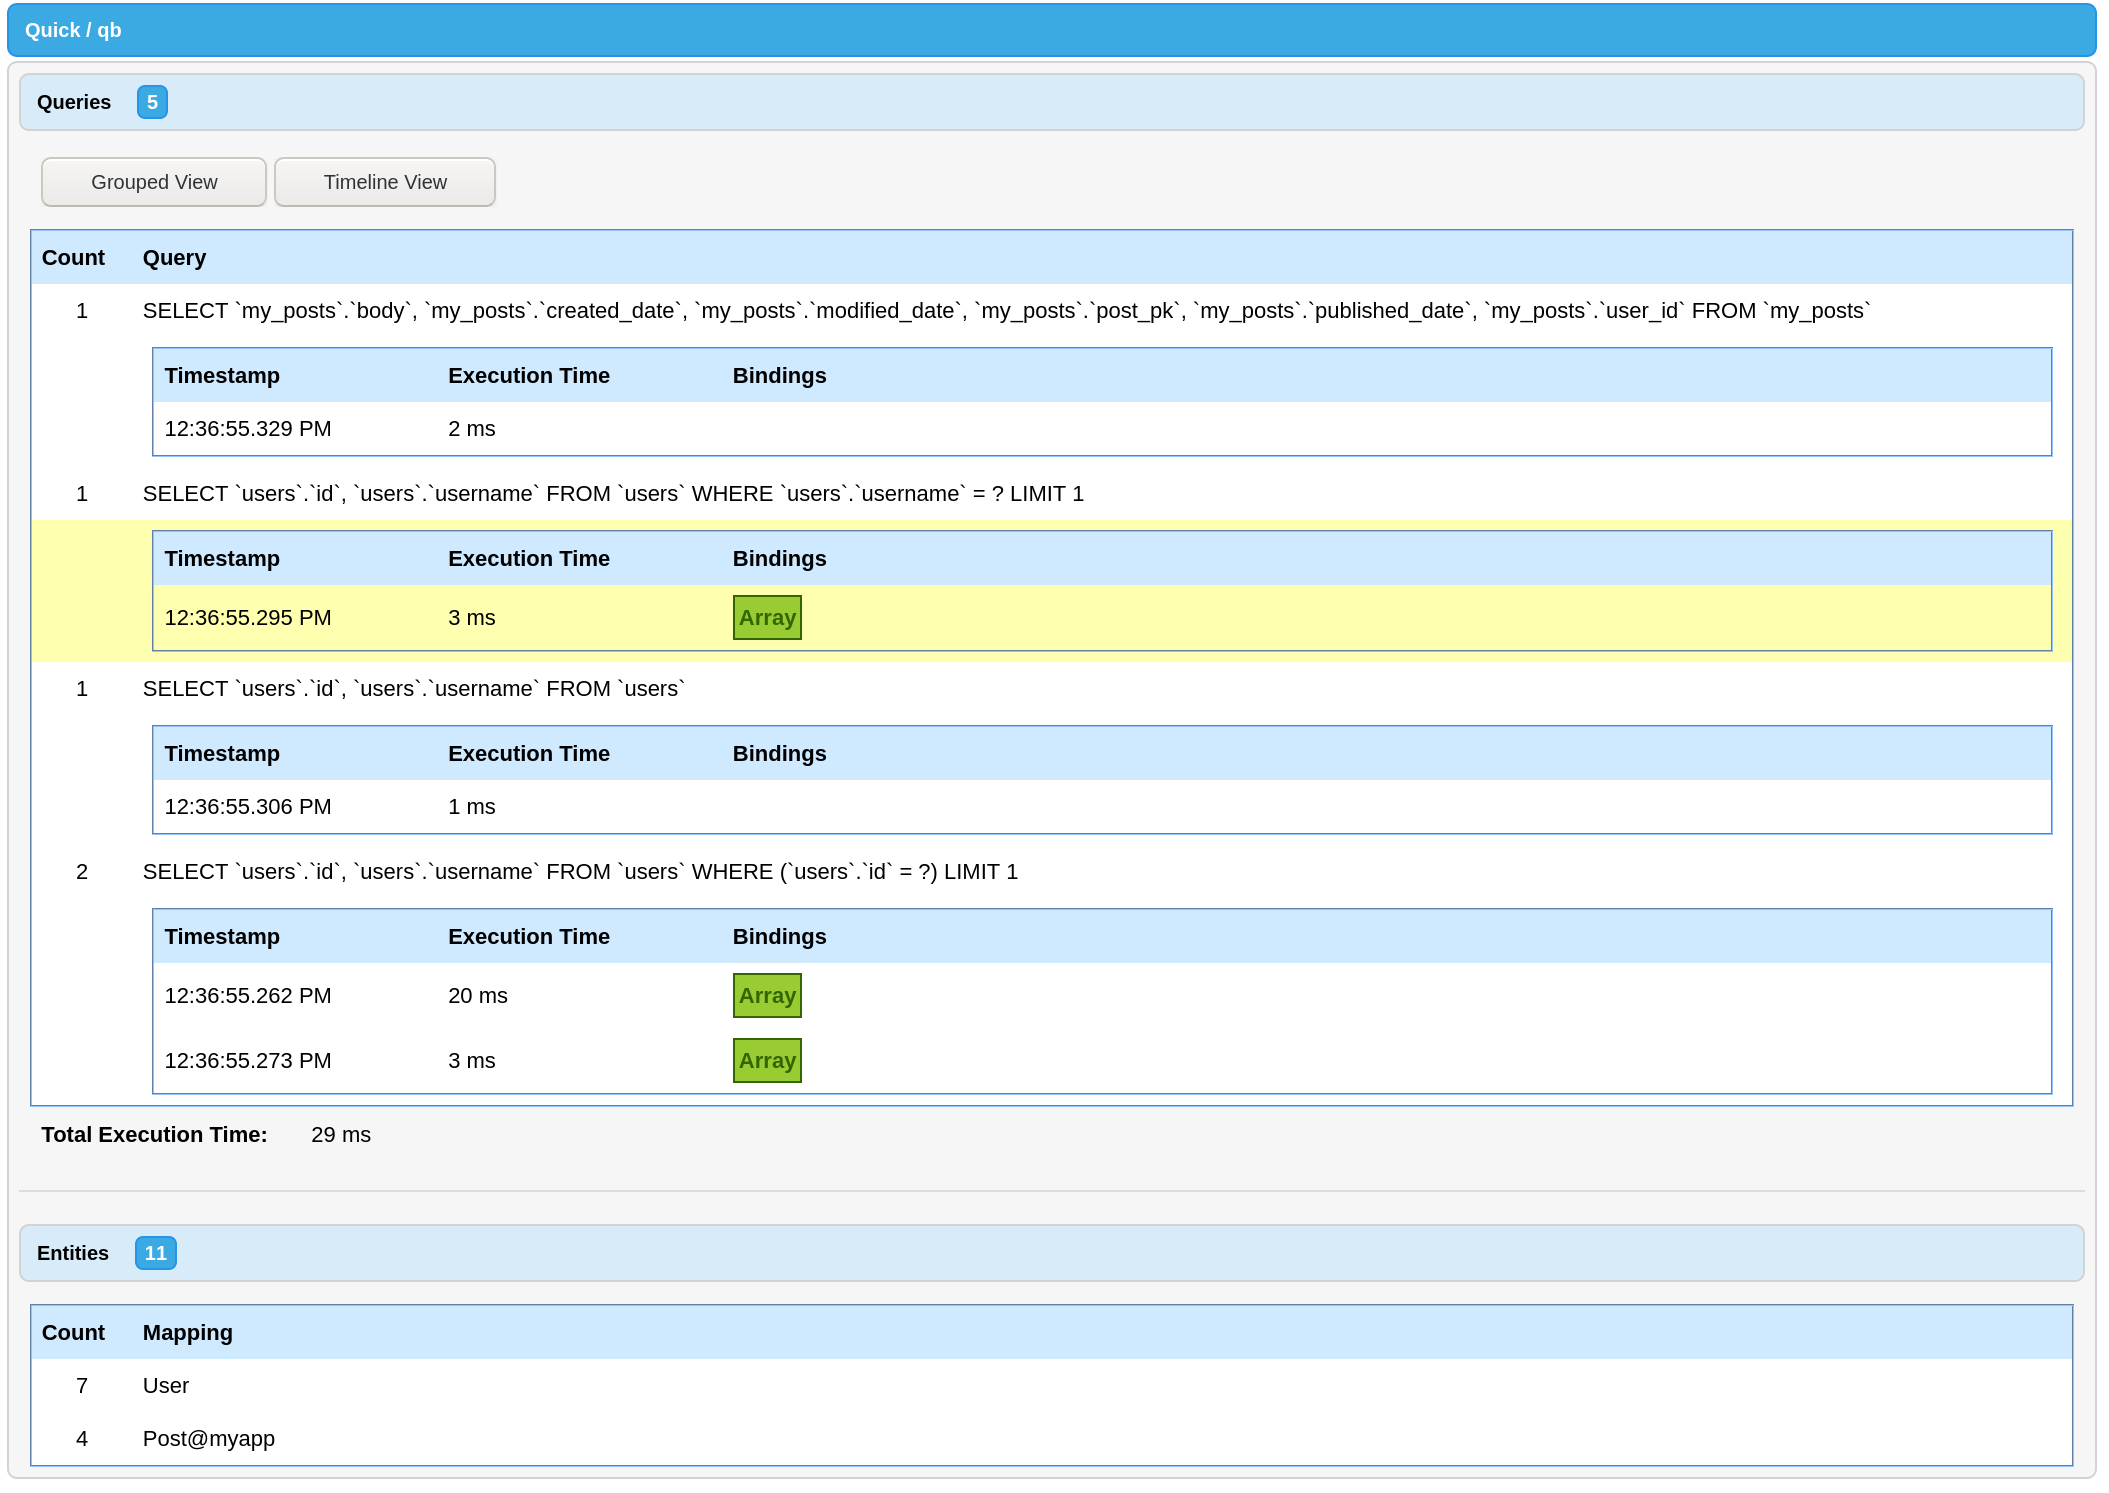 Quick / qb
Queries 5
Grouped View Timeline View
Count Query
1 SELECT `my_posts`.`body`, `my_posts`.`created_date`, `my_posts`.`modified_date`, `my_posts`.`post_pk`, `my_posts`.`published_date`, `my_posts`.`user_id` FROM `my_posts`
Timestamp Execution Time Bindings
12:36:55.329 PM 2 ms
1 SELECT `users`.`id`, `users`.`username` FROM `users` WHERE `users`.`username` = ? LIMIT 1
Timestamp Execution Time Bindings
12:36:55.295 PM 3 ms Array
1 SELECT `users`.`id`, `users`.`username` FROM `users`
Timestamp Execution Time Bindings
12:36:55.306 PM 1 ms
2 SELECT `users`.`id`, `users`.`username` FROM `users` WHERE (`users`.`id` = ?) LIMIT 1
Timestamp Execution Time Bindings
12:36:55.262 PM 20 ms Array
12:36:55.273 PM 3 ms Array
Total Execution Time: 29 ms
Entities 11
Count Mapping
7 User
4 Post@myapp